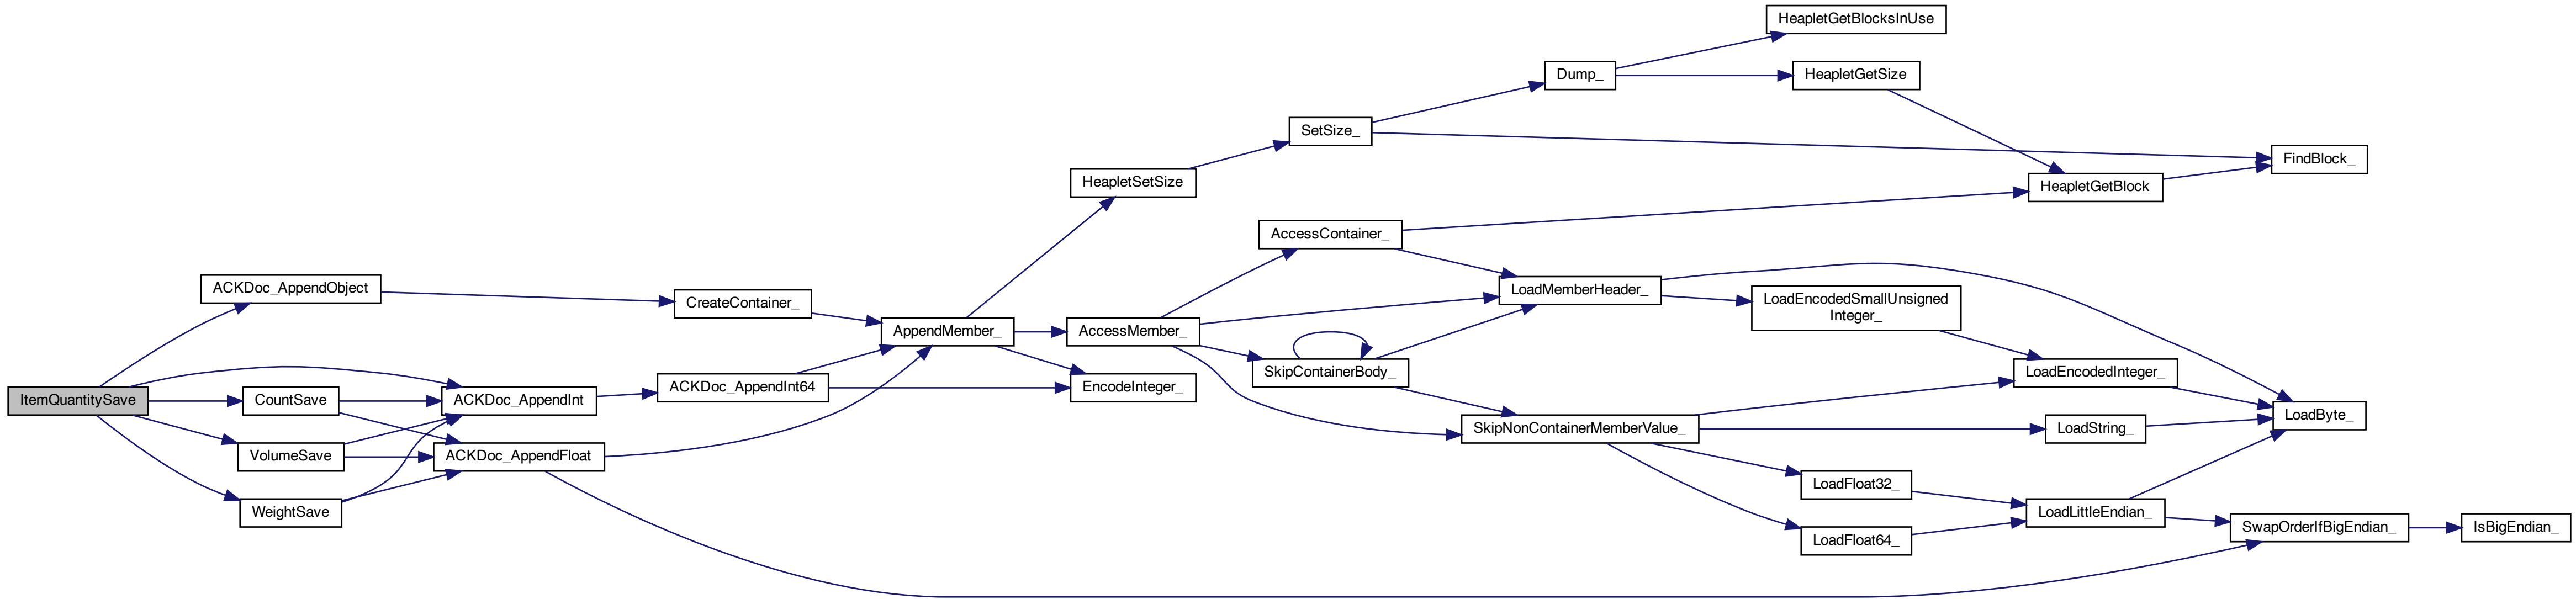 HeapletGetBlocksInUse
Dump_
HeapletGetSize
SetSize_
FindBlock_
HeapletSetSize
HeapletGetBlock
AccessContainer_
ACKDoc_AppendObject
CreateContainer_
LoadMemberHeader_
LoadEncodedSmallUnsigned
Integer_
AppendMember_
AccessMember_
SkipContainerBody_
LoadEncodedInteger_
ACKDoc_AppendInt64
EncodeInteger_
ItemQuantitySave
CountSave
ACKDoc_AppendInt
LoadByte_
SkipNonContainerMemberValue_
LoadString_
VolumeSave
ACKDoc_AppendFloat
LoadFloat32_
WeightSave
LoadLittleEndian_
SwapOrderIfBigEndian_
IsBigEndian_
LoadFloat64_